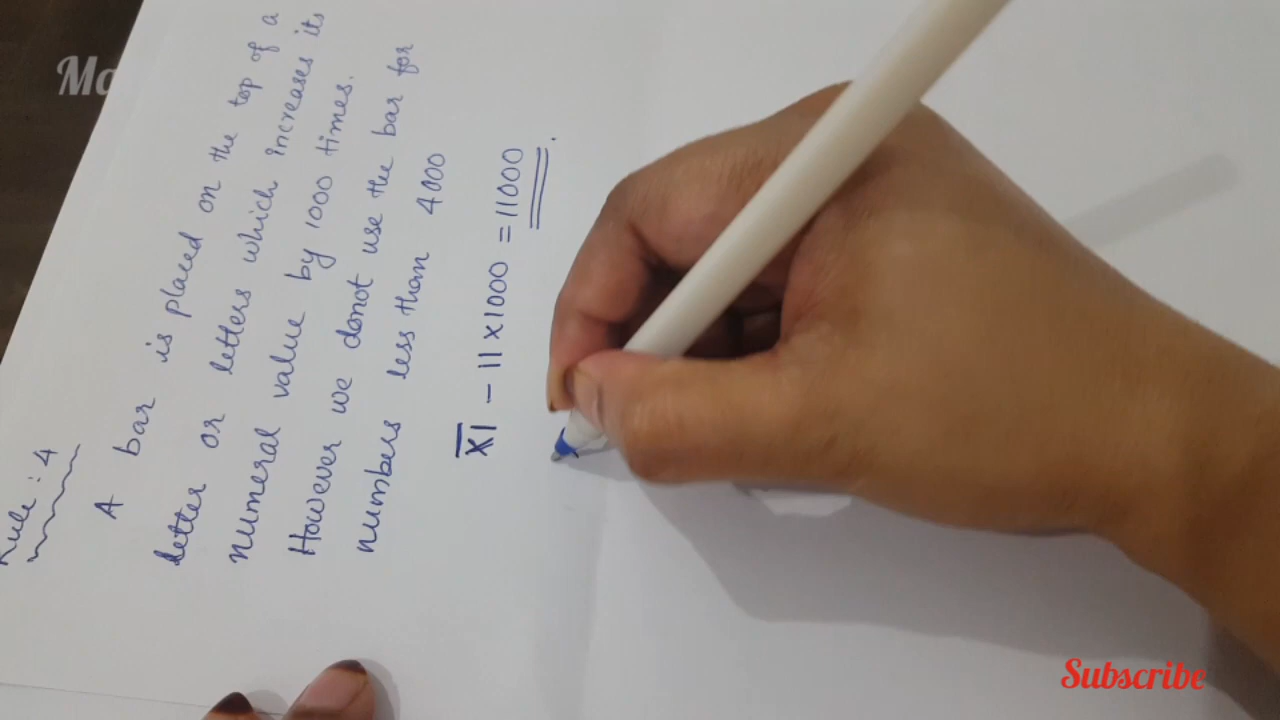 Rule : 4
A bar is placed on the top of a
letter or letters which increases its
numeral value by 1000 times.
However we donot use the bar for
numbers less than 4000
X̅I̅ - 11 x 1000 = 11000.
Subscribe